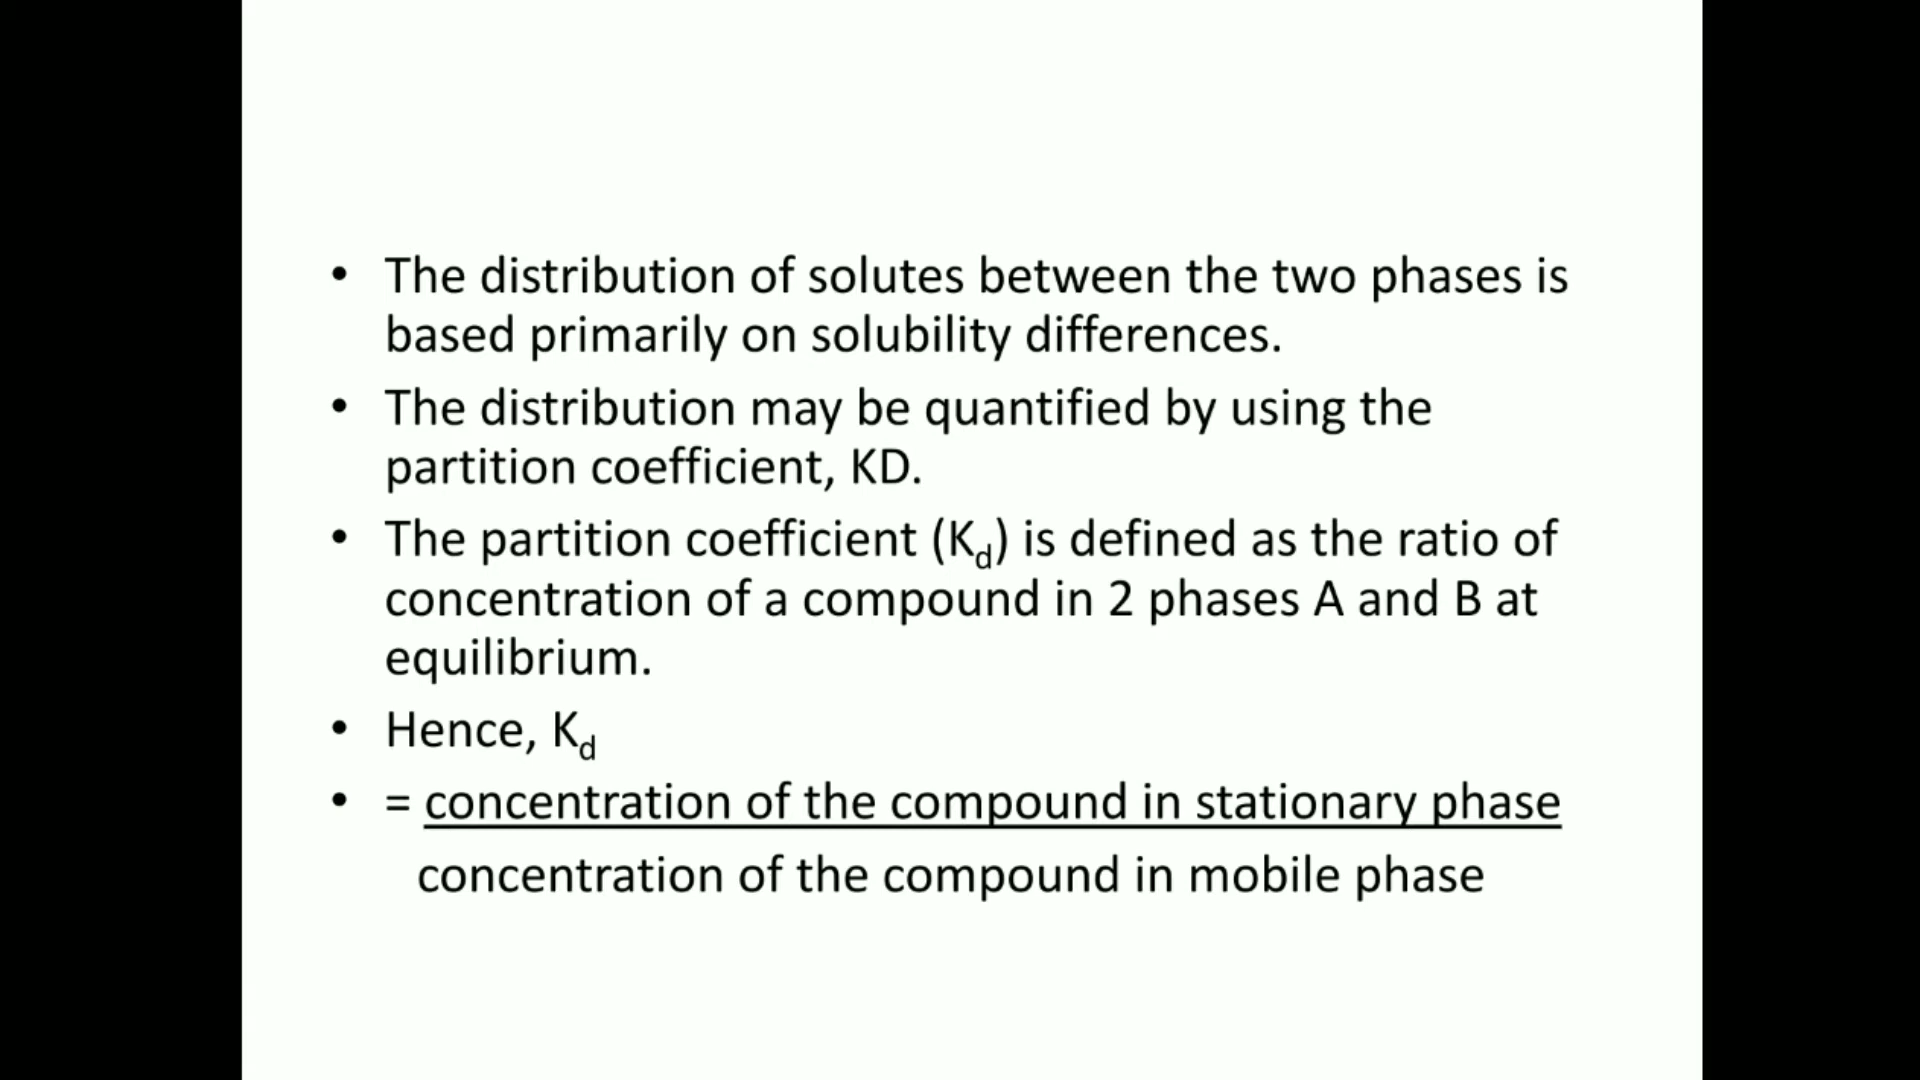 • The distribution of solutes between the two phases is
based primarily on solubility differences.
• The distribution may be quantified by using the
partition coefficient, KD.
• The partition coefficient (Kd) is defined as the ratio of
concentration of a compound in 2 phases A and B at
equilibrium.
• Hence, Kd
• = concentration of the compound in stationary phase
concentration of the compound in mobile phase